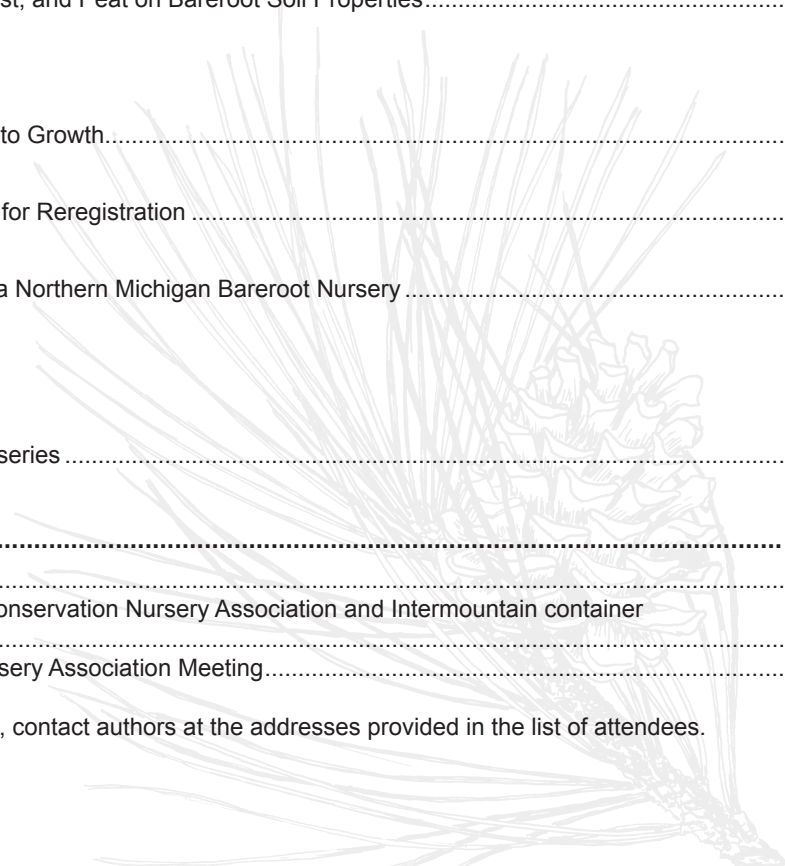 st, and Peat on Bareroot Soil Properties................................................................
to Growth................................................................................................................
for Reregistration ....................................................................................................
a Northern Michigan Bareroot Nursery ....................................................................
series .......................................................................................................................
.................................................................................................................................
.................................................................................................................................
onservation Nursery Association and Intermountain container
.................................................................................................................................
sery Association Meeting..........................................................................................
, contact authors at the addresses provided in the list of attendees.